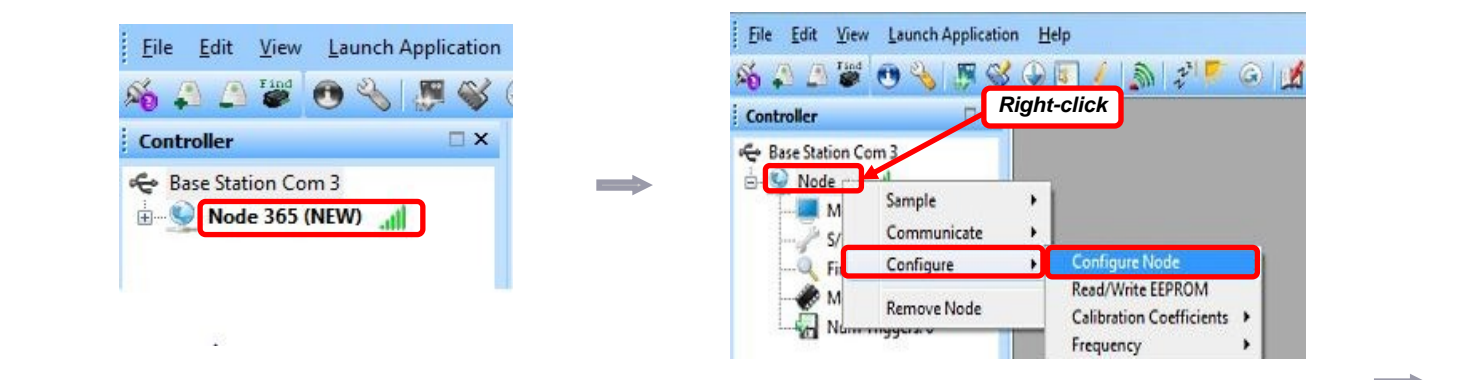 File Edit View Launch Application
Find
Controller
Base Station Com 3
Node 365 (NEW)
File Edit View Launch Application Help
Find
Right-click
Controller
Base Station Com 3
Node
Sample
Communicate
Configure
Remove Node
Configure Node
Read/Write EEPROM
Calibration Coefficients
Frequency
M
S/
Fi
M